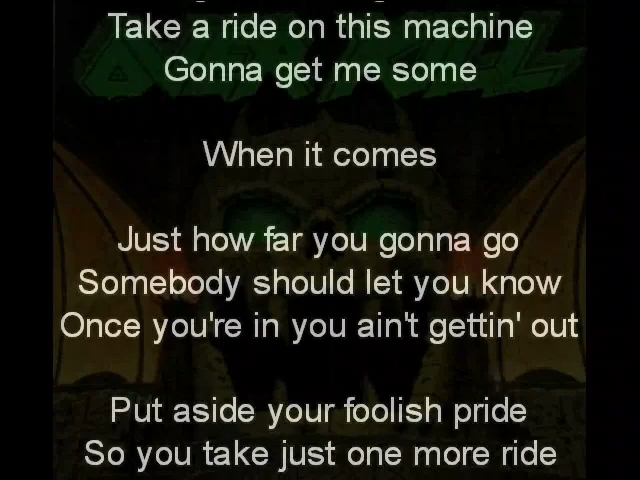 OVERKILL
Take a ride on this machine
Gonna get me some
When it comes
Just how far you gonna go
Somebody should let you know
Once you're in you ain't gettin' out
Put aside your foolish pride
So you take just one more ride